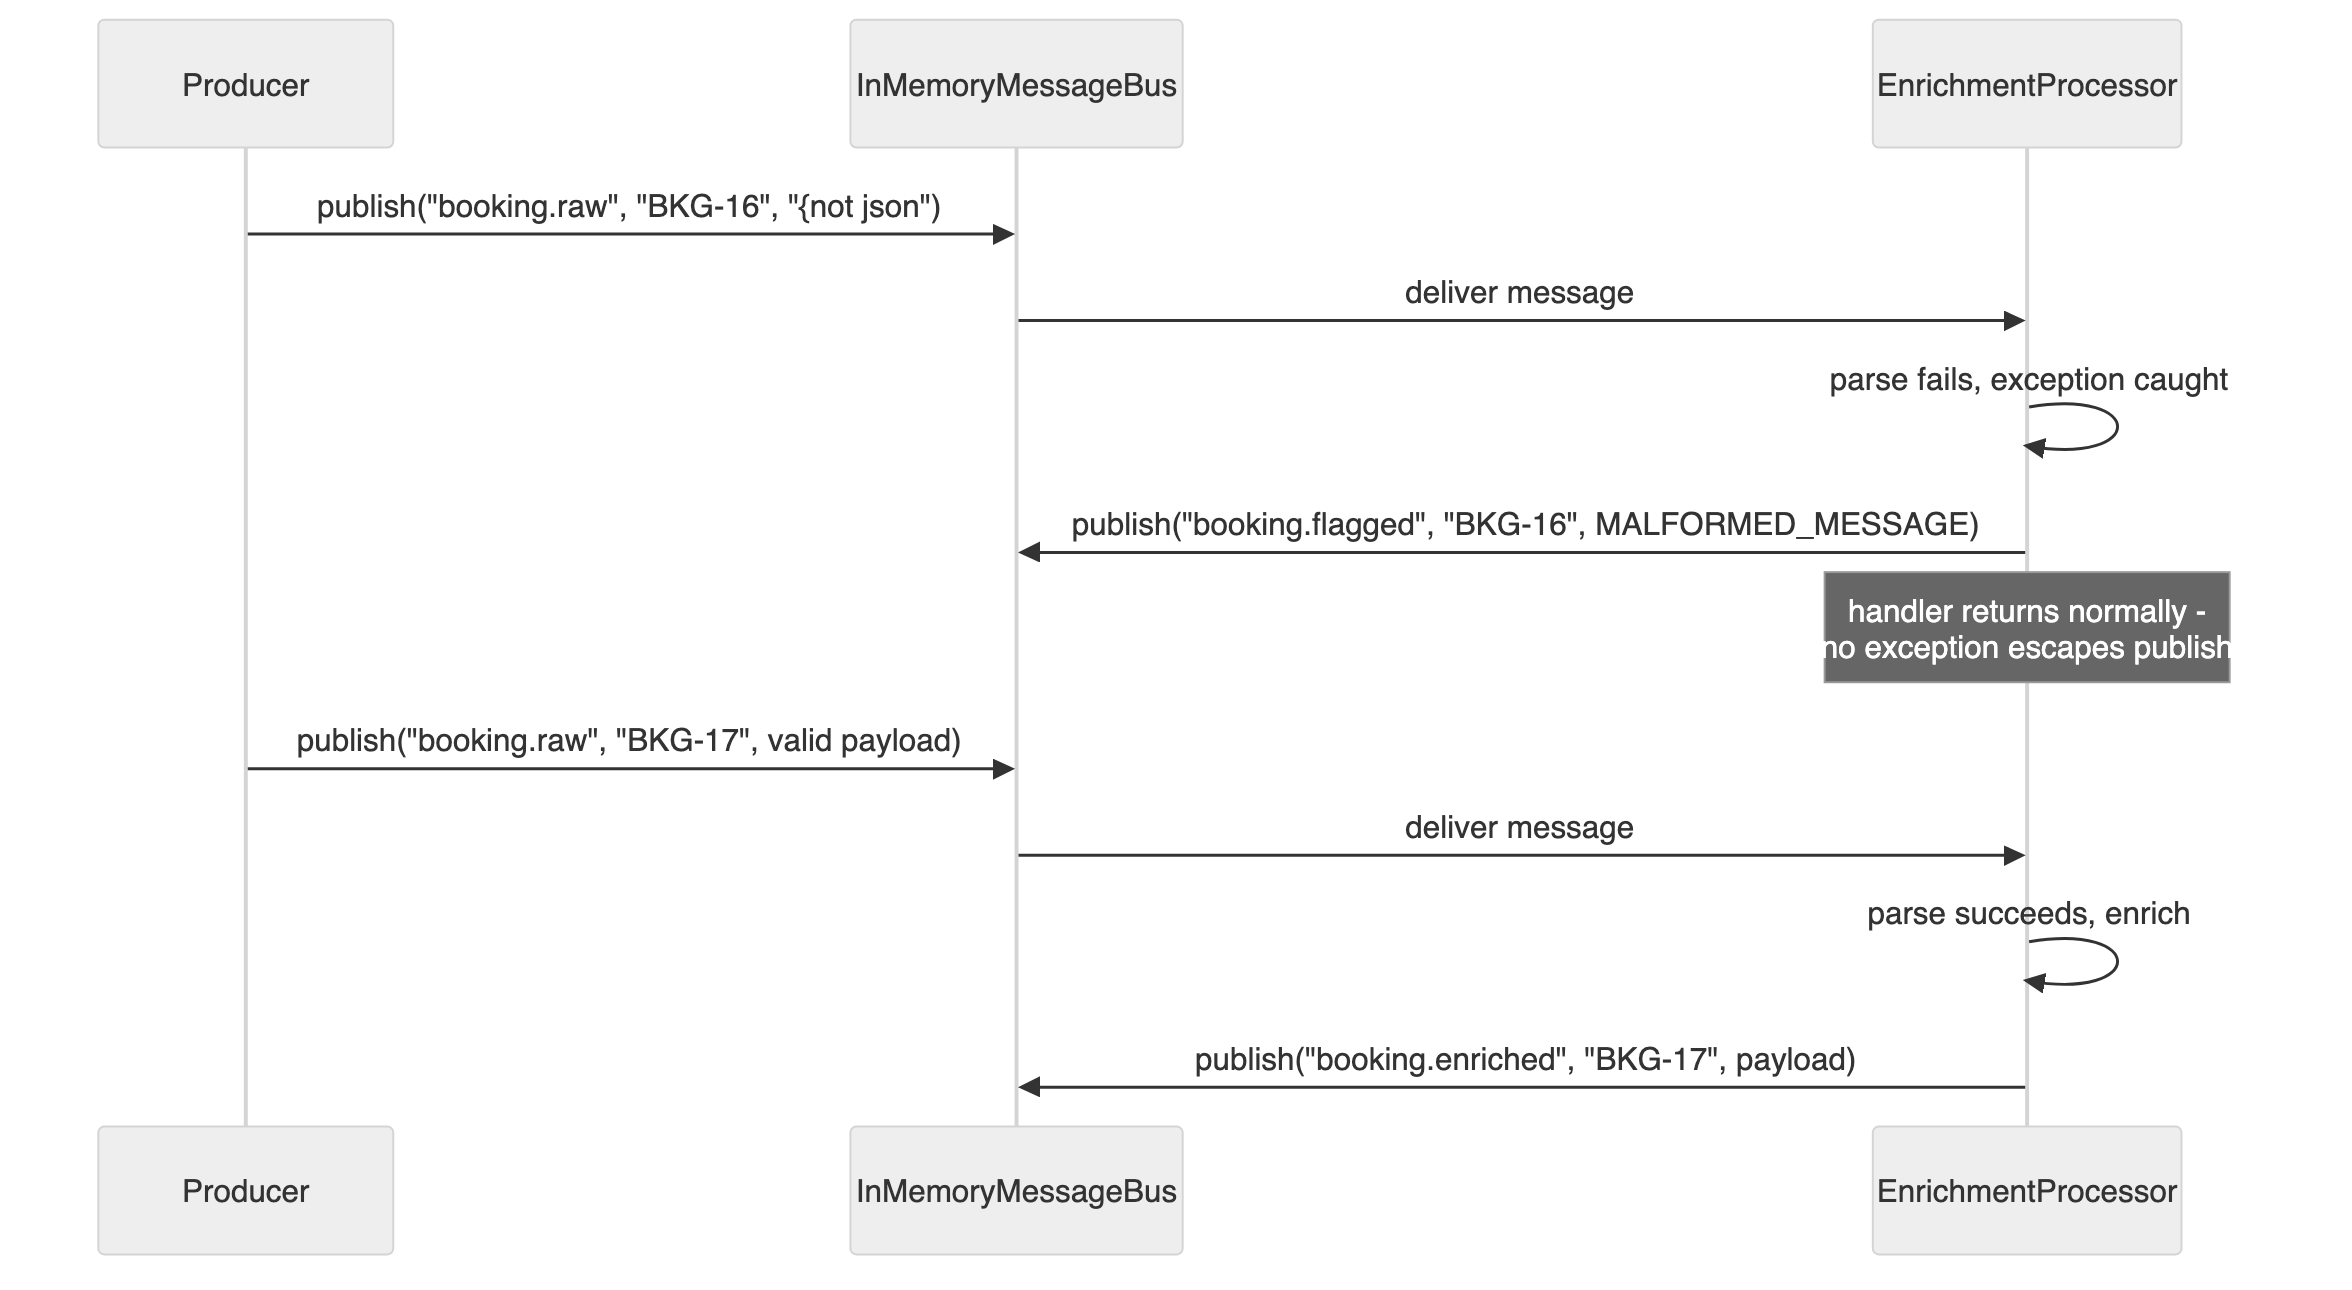 Producer
InMemoryMessageBus
EnrichmentProcessor
publish("booking.raw", "BKG-16", "{not json")
deliver message
parse fails, exception caught
publish("booking.flagged", "BKG-16", MALFORMED_MESSAGE)
handler returns normally -
no exception escapes publish
publish("booking.raw", "BKG-17", valid payload)
deliver message
parse succeeds, enrich
publish("booking.enriched", "BKG-17", payload)
Producer
InMemoryMessageBus
EnrichmentProcessor